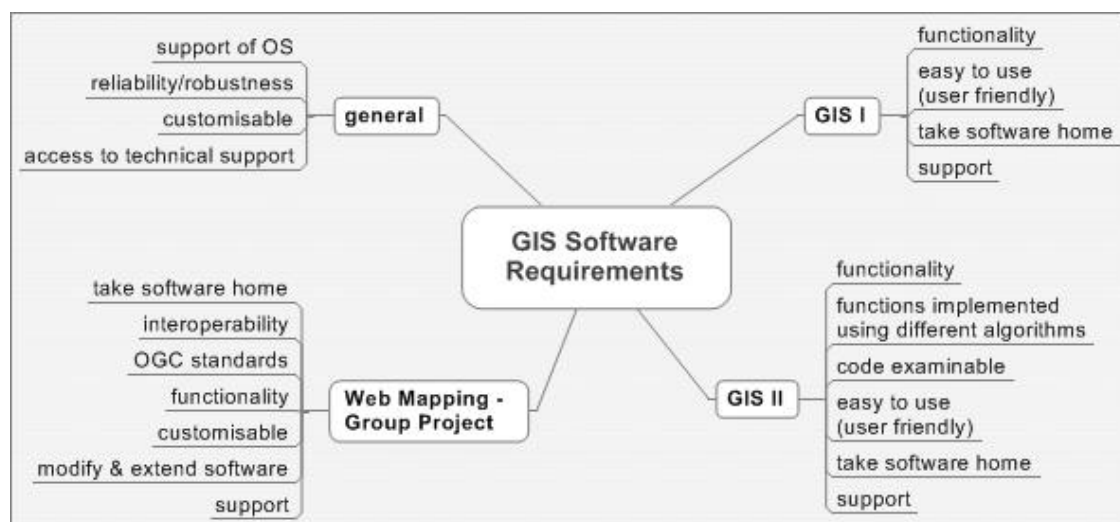 GIS Software
Requirements
general
support of OS
reliability/robustness
customisable
access to technical support
GIS I
functionality
easy to use
(user friendly)
take software home
support
Web Mapping -
Group Project
take software home
interoperability
OGC standards
functionality
customisable
modify & extend software
support
GIS II
functionality
functions implemented
using different algorithms
code examinable
easy to use
(user friendly)
take software home
support